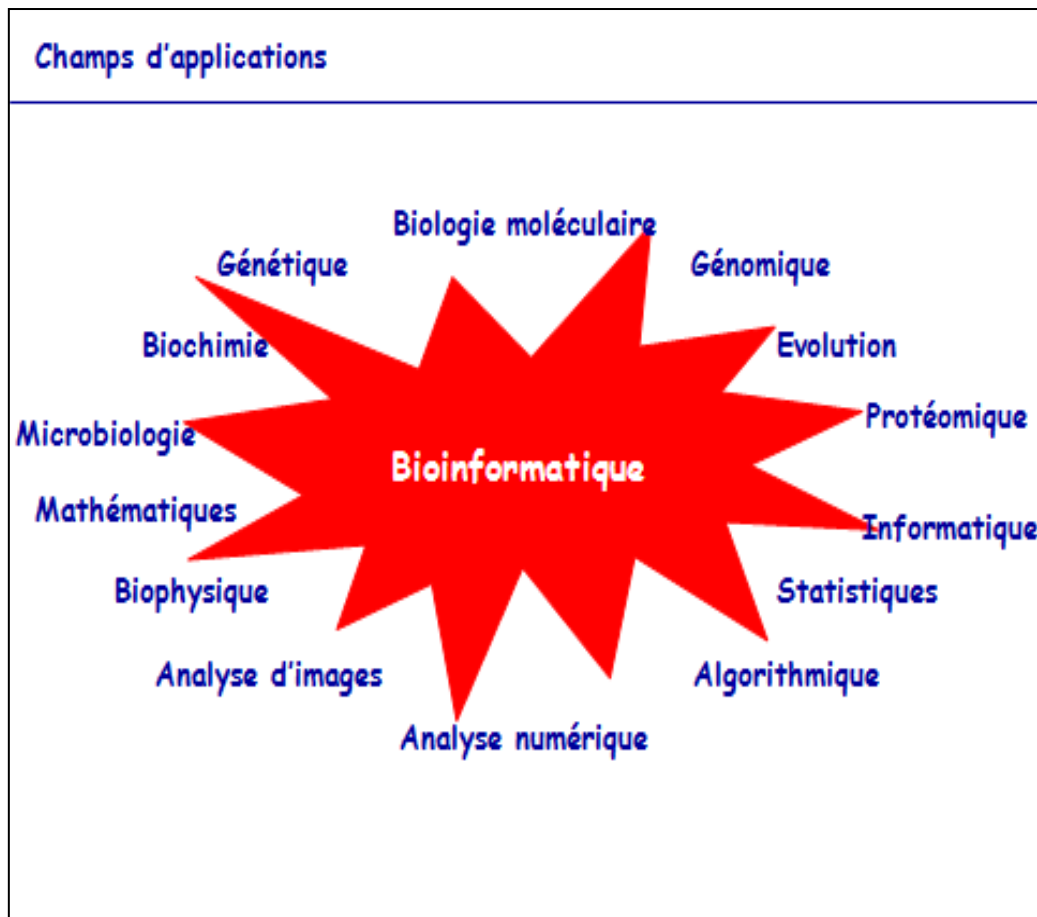 Champs d'applications
Biologie moléculaire
Génétique
Génomique
Biochimie
Evolution
Protéomique
Microbiologie
Bioinformatique
Mathématiques
Informatique
Biophysique
Statistiques
Analyse d'images
Algorithmique
Analyse numérique